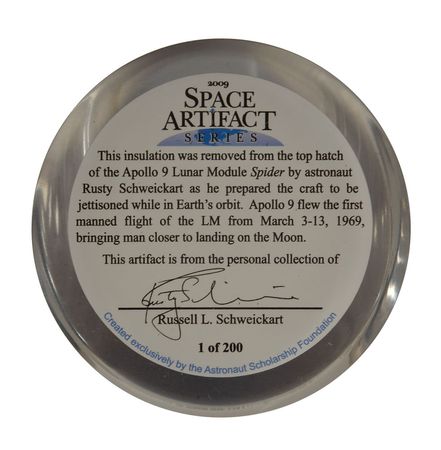 2009
SPACE
ARTIFACT
SERIES
This insulation was removed from the top hatch
of the Apollo 9 Lunar Module Spider by astronaut
Rusty Schweickart as he prepared the craft to be
jettisoned while in Earth's orbit. Apollo 9 flew the first
manned flight of the LM from March 3-13, 1969,
bringing man closer to landing on the Moon.
This artifact is from the personal collection of
Russell L. Schweickart
1 of 200
Created exclusively by the Astronaut Scholarship Foundation